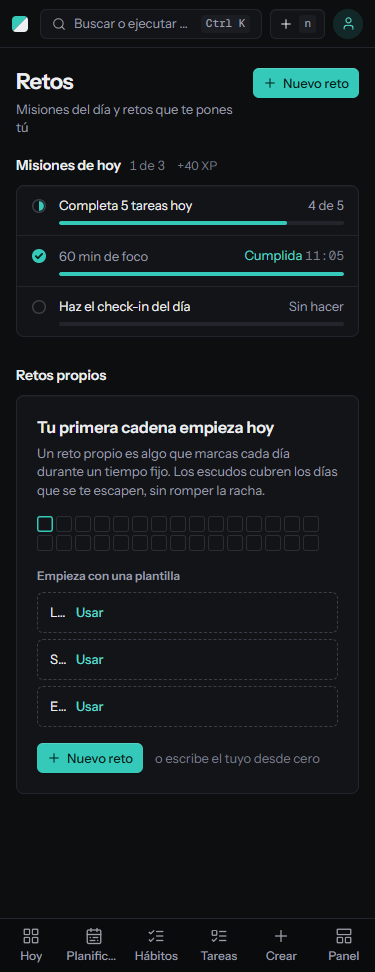 Buscar o ejecutar ... Ctrl K
+ n
Retos
+ Nuevo reto
Misiones del día y retos que te pones
tú
Misiones de hoy 1 de 3 +40 XP
Completa 5 tareas hoy 4 de 5
60 min de foco Cumplida 11:05
Haz el check-in del día Sin hacer
Retos propios
Tu primera cadena empieza hoy
Un reto propio es algo que marcas cada día
durante un tiempo fijo. Los escudos cubren los días
que se te escapen, sin romper la racha.
Empieza con una plantilla
L... Usar
S... Usar
E... Usar
+ Nuevo reto o escribe el tuyo desde cero
Hoy Planific... Hábitos Tareas Crear Panel